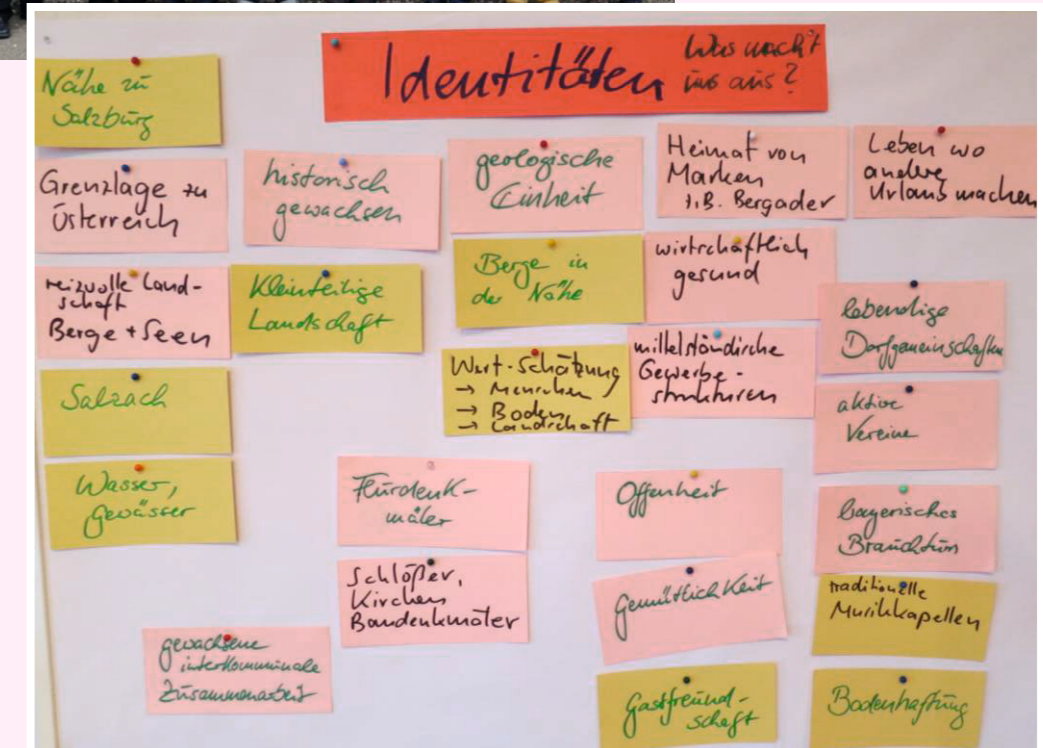 Identitäten
Was macht
uns aus?
Nähe zu
Salzburg
Grenzlage zu
Österreich
historisch
gewachsen
geologische
Einheit
Heimat von
Marken
z.B. Bergader
Leben wo
andere
Urlaub machen
reizvolle Land-
schaft
Berge + Seen
Kleinteilige
Landschaft
Berge in
der Nähe
wirtschaftlich
gesund
lebendige
Dorfgemeinschaften
Wert-Schätzung
→ Menschen
→ Boden
→ Landschaft
mittelständische
Gewerbe-
strukturen
Salzach
aktive
Vereine
Wasser,
Gewässer
Flurdenk-
mäler
Offenheit
bayerisches
Brauchtum
Schlößer,
Kirchen
Baudenkmäler
Gemütlichkeit
traditionelle
Musikkapellen
gewachsene
interkommunale
Zusammenarbeit
Gastfreund-
schaft
Bodenhaftung